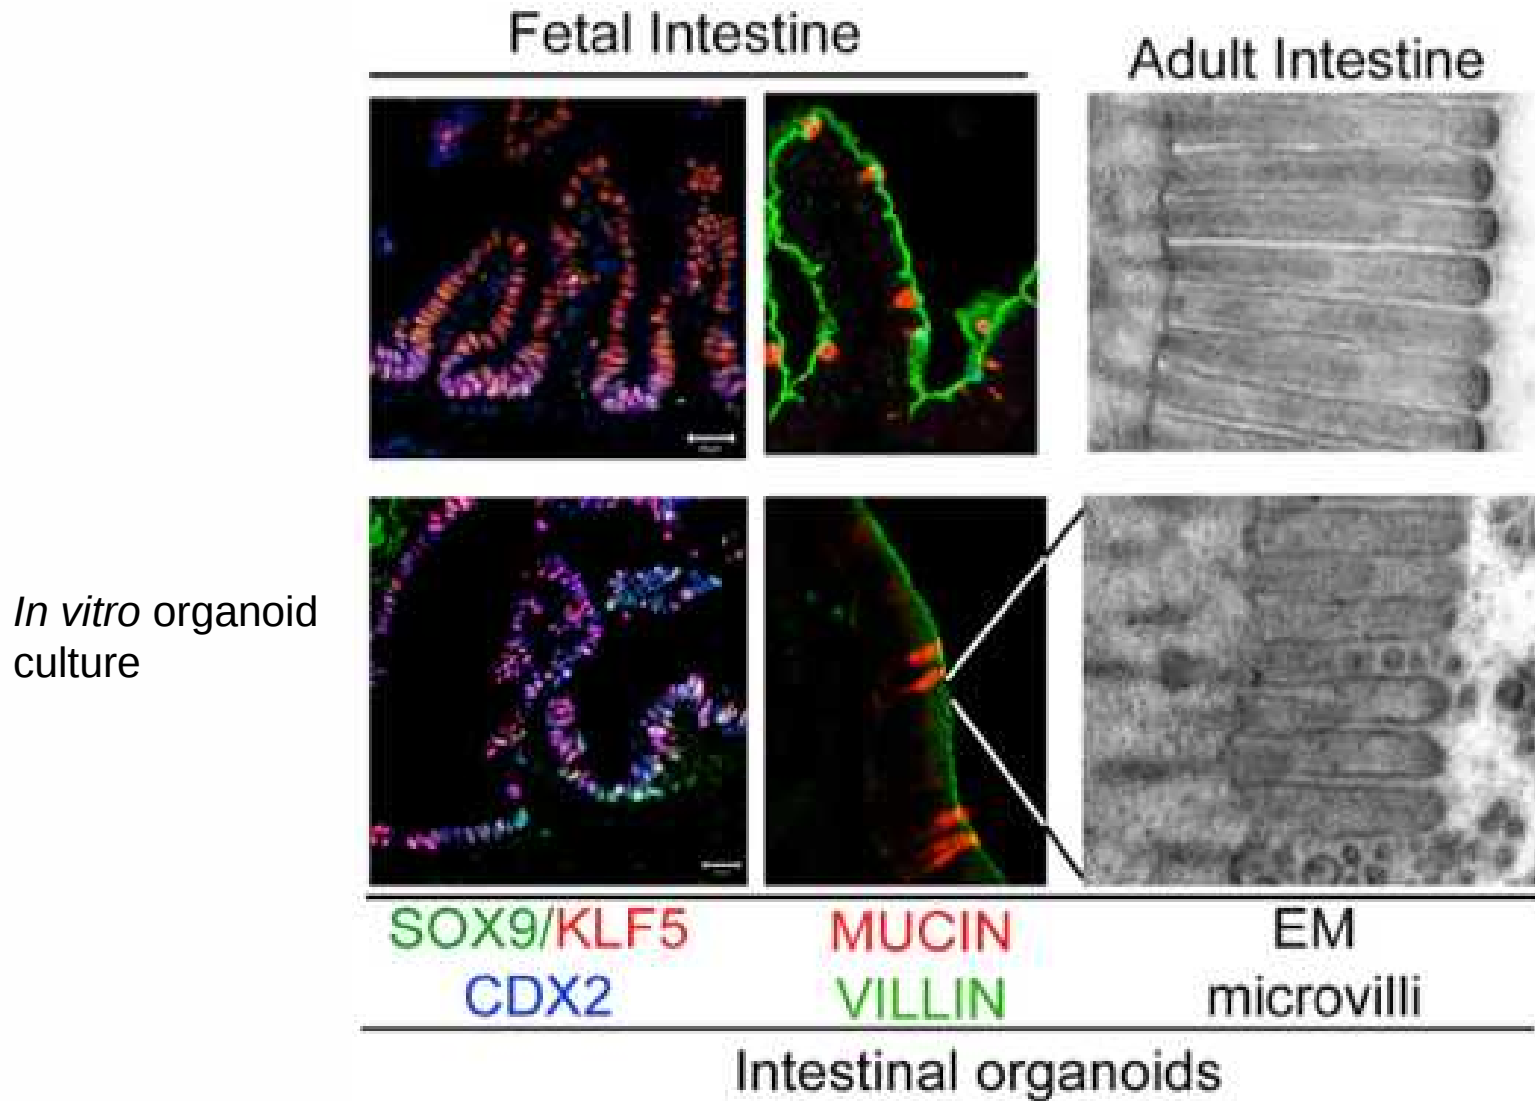 Fetal Intestine
Adult Intestine
In vitro organoid
culture
SOX9/KLF5
CDX2
MUCIN
VILLIN
EM
microvilli
Intestinal organoids